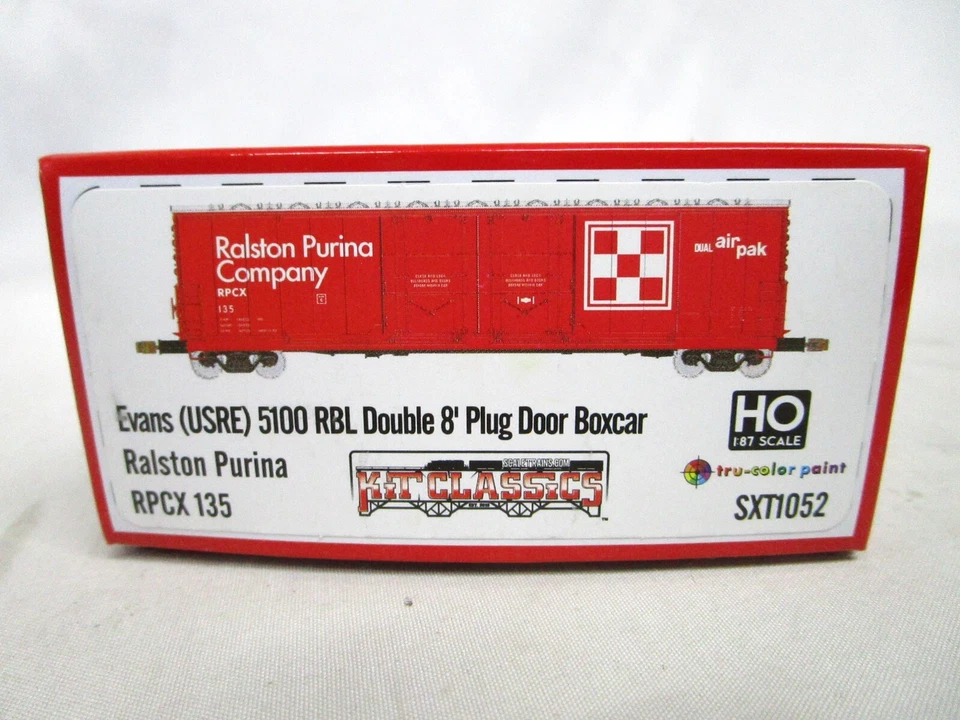 Ralston Purina
Company
RPCX
135
DUAL air pak
Evans (USRE) 5100 RBL Double 8' Plug Door Boxcar
HO
1:87 SCALE
Ralston Purina
SCALETRAINS.COM
KIT CLASSICS
tru-color paint
RPCX 135
SXT1052